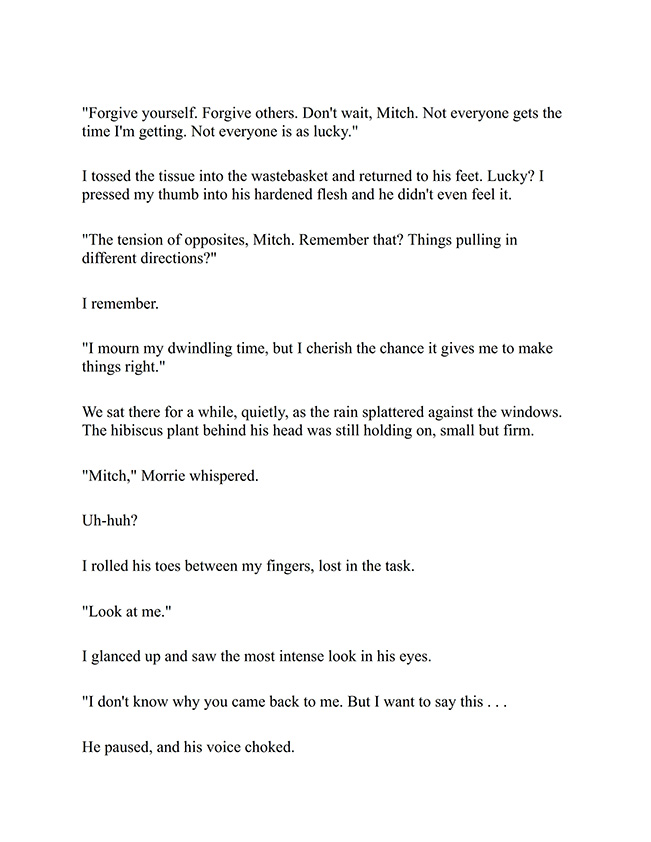 "Forgive yourself. Forgive others. Don't wait, Mitch. Not everyone gets the
time I'm getting. Not everyone is as lucky."
I tossed the tissue into the wastebasket and returned to his feet. Lucky? I
pressed my thumb into his hardened flesh and he didn't even feel it.
"The tension of opposites, Mitch. Remember that? Things pulling in
different directions?"
I remember.
"I mourn my dwindling time, but I cherish the chance it gives me to make
things right."
We sat there for a while, quietly, as the rain splattered against the windows.
The hibiscus plant behind his head was still holding on, small but firm.
"Mitch," Morrie whispered.
Uh-huh?
I rolled his toes between my fingers, lost in the task.
"Look at me."
I glanced up and saw the most intense look in his eyes.
"I don't know why you came back to me. But I want to say this . . .
He paused, and his voice choked.